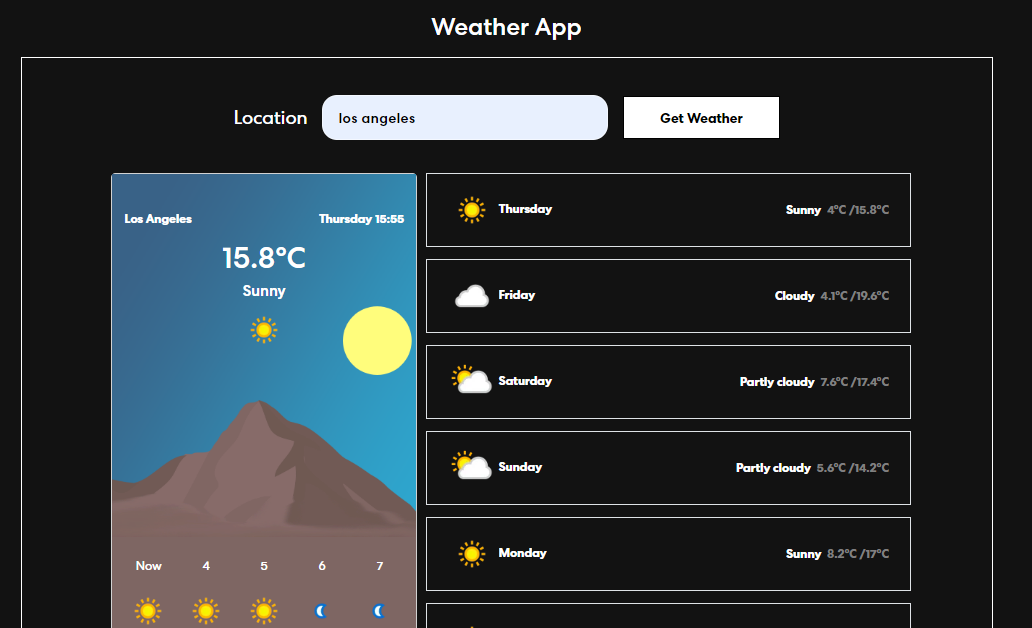 Weather App
Location
los angeles
Get Weather
Los Angeles
Thursday 15:55
15.8°C
Sunny
Now 4 5 6 7
Thursday
Sunny 4°C /15.8°C
Friday
Cloudy 4.1°C /19.6°C
Saturday
Partly cloudy 7.6°C /17.4°C
Sunday
Partly cloudy 5.6°C /14.2°C
Monday
Sunny 8.2°C /17°C